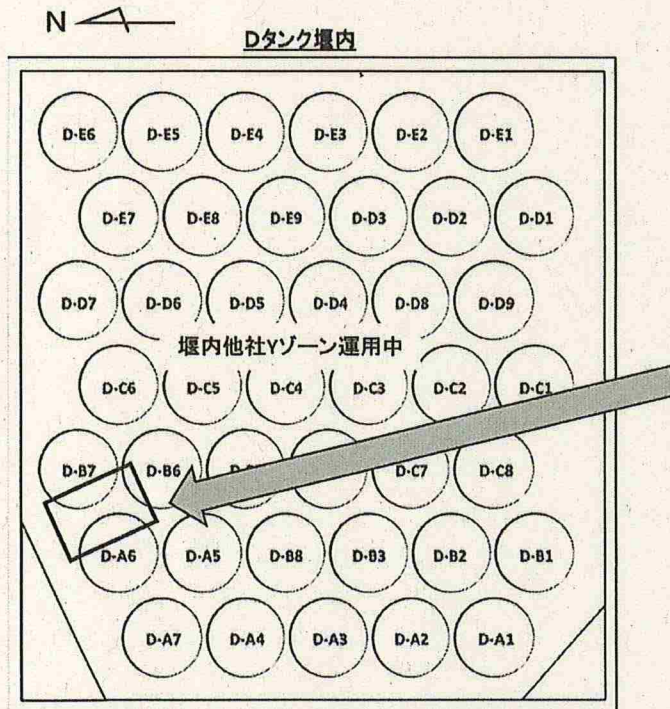 N
Dタンク堰内
D-E6 D-E5 D-E4 D-E3 D-E2 D-E1
D-E7 D-E8 D-E9 D-D3 D-D2 D-D1
D-D7 D-D6 D-D5 D-D4 D-D8 D-D9
堰内他社Yゾーン運用中
D-C6 D-C5 D-C4 D-C3 D-C2 D-C1
D-B7 D-B6 D-C7 D-C8
D-A6 D-A5 D-B8 D-B3 D-B2 D-B1
D-A7 D-A4 D-A3 D-A2 D-A1